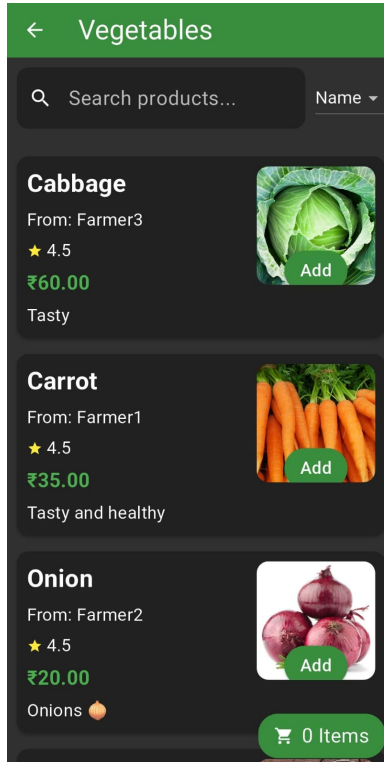 Vegetables
Search products...
Name
Cabbage
From: Farmer3
4.5
₹60.00
Tasty
Add
Carrot
From: Farmer1
4.5
₹35.00
Tasty and healthy
Add
Onion
From: Farmer2
4.5
₹20.00
Onions 🧅
Add
0 Items